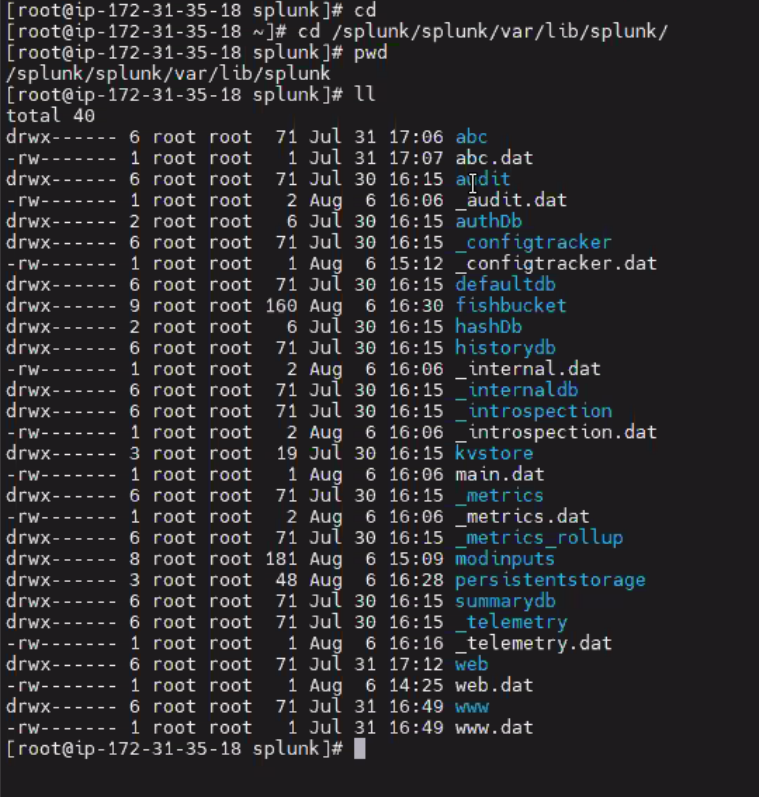 [root@ip-172-31-35-18 splunk]# cd
[root@ip-172-31-35-18 ~]# cd /splunk/splunk/var/lib/splunk/
[root@ip-172-31-35-18 splunk]# pwd
/splunk/splunk/var/lib/splunk
[root@ip-172-31-35-18 splunk]# ll
total 40
drwx------ 6 root root  71 Jul 31 17:06 abc
-rw------- 1 root root   1 Jul 31 17:07 abc.dat
drwx------ 6 root root  71 Jul 30 16:15 audit
-rw------- 1 root root   2 Aug  6 16:06 _audit.dat
drwx------ 2 root root   6 Jul 30 16:15 authDb
drwx------ 6 root root  71 Jul 30 16:15 _configtracker
-rw------- 1 root root   1 Aug  6 15:12 _configtracker.dat
drwx------ 6 root root  71 Jul 30 16:15 defaultdb
drwx------ 9 root root 160 Aug  6 16:30 fishbucket
drwx------ 2 root root   6 Jul 30 16:15 hashDb
drwx------ 6 root root  71 Jul 30 16:15 historydb
-rw------- 1 root root   2 Aug  6 16:06 _internal.dat
drwx------ 6 root root  71 Jul 30 16:15 _internaldb
drwx------ 6 root root  71 Jul 30 16:15 _introspection
-rw------- 1 root root   2 Aug  6 16:06 _introspection.dat
drwx------ 3 root root  19 Jul 30 16:15 kvstore
-rw------- 1 root root   1 Aug  6 16:06 main.dat
drwx------ 6 root root  71 Jul 30 16:15 _metrics
-rw------- 1 root root   2 Aug  6 16:06 _metrics.dat
drwx------ 6 root root  71 Jul 30 16:15 _metrics_rollup
drwx------ 8 root root 181 Aug  6 15:09 modinputs
drwx------ 3 root root  48 Aug  6 16:28 persistentstorage
drwx------ 6 root root  71 Jul 30 16:15 summarydb
drwx------ 6 root root  71 Jul 30 16:15 _telemetry
-rw------- 1 root root   1 Aug  6 16:16 _telemetry.dat
drwx------ 6 root root  71 Jul 31 17:12 web
-rw------- 1 root root   1 Aug  6 14:25 web.dat
drwx------ 6 root root  71 Jul 31 16:49 www
-rw------- 1 root root   1 Jul 31 16:49 www.dat
[root@ip-172-31-35-18 splunk]#